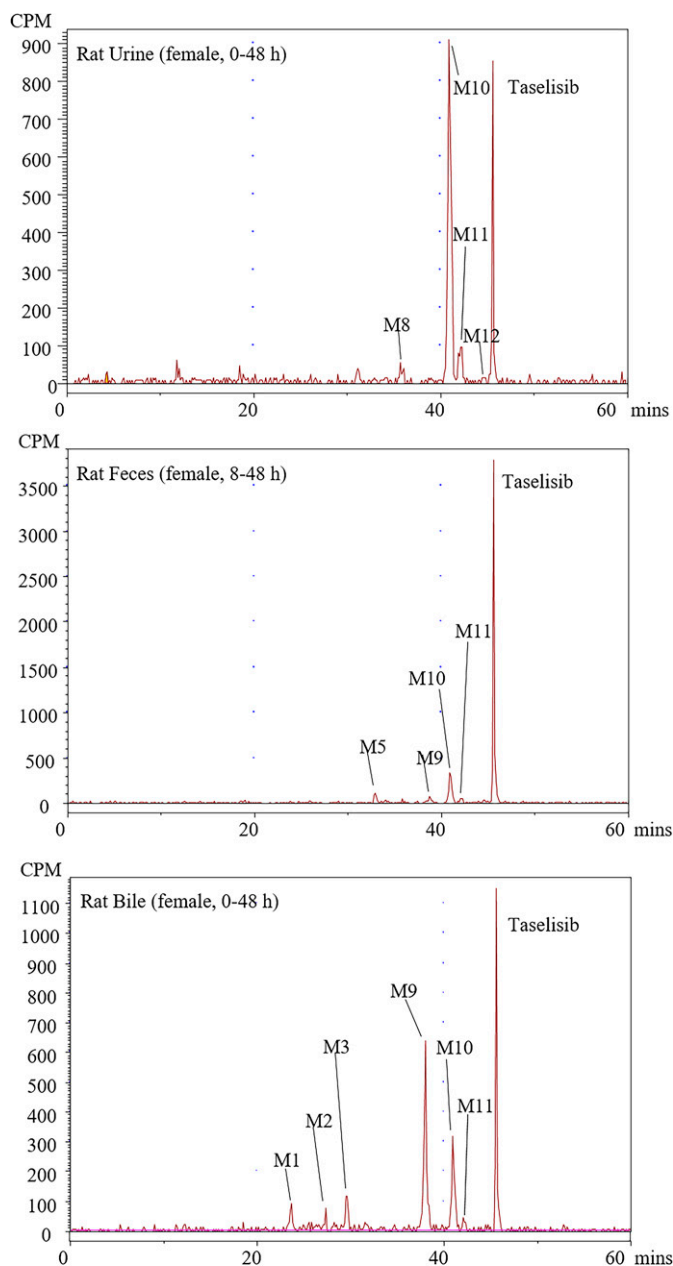 CPM
900
Rat Urine (female, 0-48 h)
M10
Taselisib
800
700
600
500
400
M11
300
200
M8
M12
100
0
0 20 40 60 mins
CPM
Rat Feces (female, 8-48 h)
Taselisib
3500
3000
2500
2000
M11
1500
M10
1000
M5
M9
500
0
0 20 40 60 mins
CPM
Rat Bile (female, 0-48 h)
1100
Taselisib
1000
900
800
M9
700
M3
M10
600
500
M11
400
M2
300
M1
200
100
0
0 20 40 60 mins